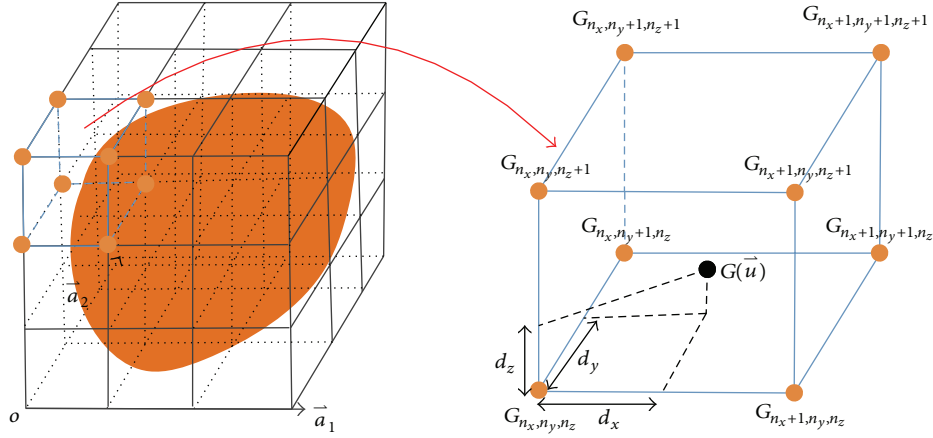 G_{n_x,n_y+1,n_z+1}
G_{n_x+1,n_y+1,n_z+1}
G_{n_x,n_y,n_z+1}
G_{n_x+1,n_y,n_z+1}
G_{n_x,n_y+1,n_z}
G_{n_x+1,n_y+1,n_z}
G(\vec{u})
\vec{a}_2
d_z
d_y
o
\vec{a}_1
G_{n_x,n_y,n_z}
d_x
G_{n_x+1,n_y,n_z}